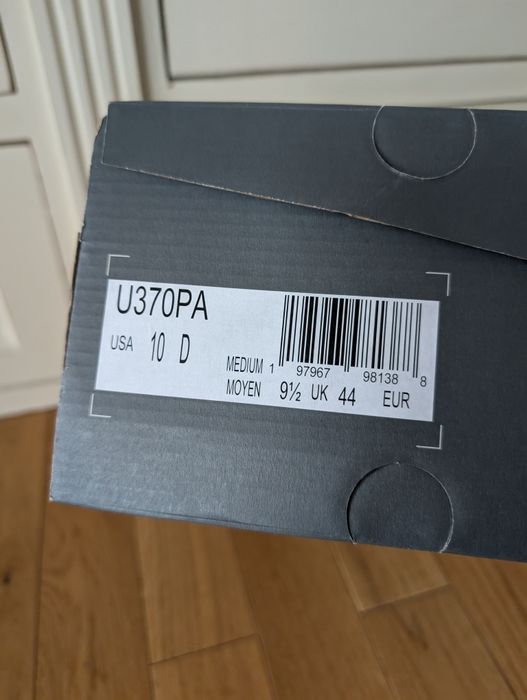 U370PA
USA 10 D
MEDIUM 1 97967 98138 8
MOYEN 9½ UK 44 EUR